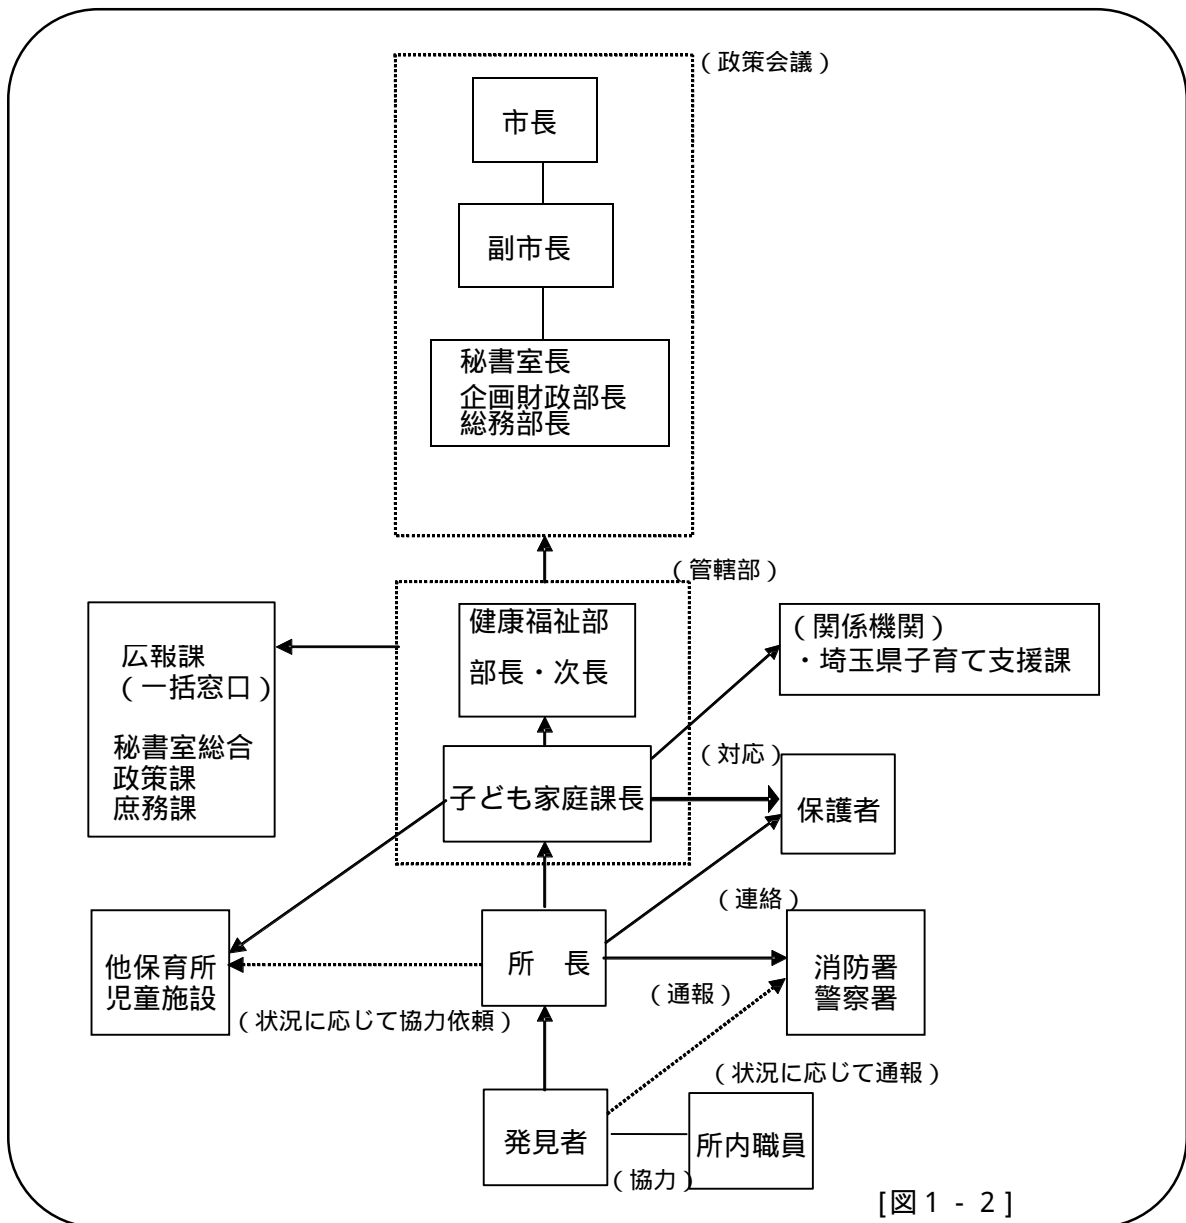 (政策会議)
市長
副市長
秘書室長
企画財政部長
総務部長
(管轄部)
健康福祉部
部長・次長
(関係機関)
・埼玉県子育て支援課
広報課
(一括窓口)
秘書室総合
政策課
庶務課
(対応)
子ども家庭課長
保護者
(連絡)
他保育所
児童施設
所　長
消防署
警察署
(通報)
(状況に応じて協力依頼)
(状況に応じて通報)
発見者
所内職員
(協力)
[図1-2]